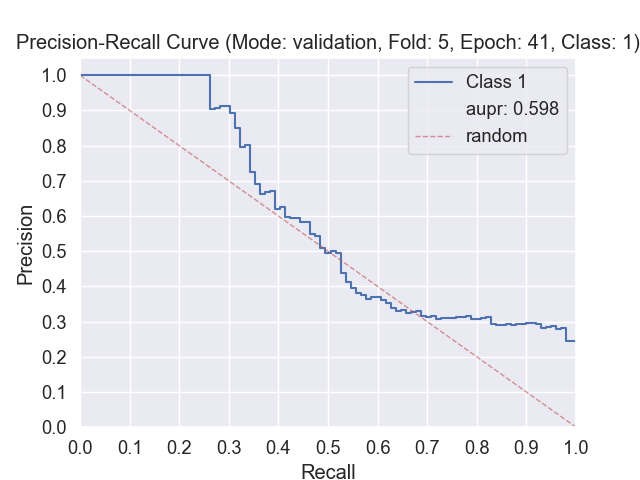 Precision-Recall Curve (Mode: validation, Fold: 5, Epoch: 41, Class: 1)
Class 1
aupr: 0.598
random
Precision
1.0
0.9
0.8
0.7
0.6
0.5
0.4
0.3
0.2
0.1
0.0
0.0 0.1 0.2 0.3 0.4 0.5 0.6 0.7 0.8 0.9 1.0
Recall